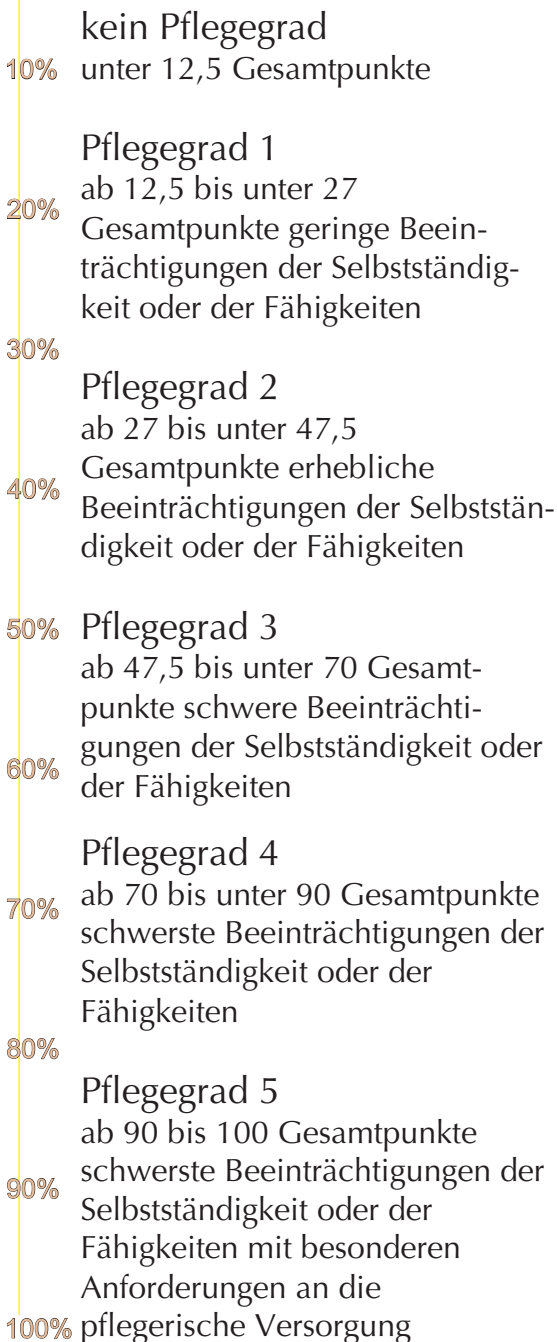 kein Pflegegrad
10% unter 12,5 Gesamtpunkte
Pflegegrad 1
ab 12,5 bis unter 27
20%
Gesamtpunkte geringe Beein-
trächtigungen der Selbstständig-
keit oder der Fähigkeiten
30%
Pflegegrad 2
ab 27 bis unter 47,5
Gesamtpunkte erhebliche
40%
Beeinträchtigungen der Selbststän-
digkeit oder der Fähigkeiten
50% Pflegegrad 3
ab 47,5 bis unter 70 Gesamt-
punkte schwere Beeinträchti-
gungen der Selbstständigkeit oder
60%
der Fähigkeiten
Pflegegrad 4
ab 70 bis unter 90 Gesamtpunkte
70%
schwerste Beeinträchtigungen der
Selbstständigkeit oder der
Fähigkeiten
80%
Pflegegrad 5
ab 90 bis 100 Gesamtpunkte
schwerste Beeinträchtigungen der
90%
Selbstständigkeit oder der
Fähigkeiten mit besonderen
Anforderungen an die
100% pflegerische Versorgung